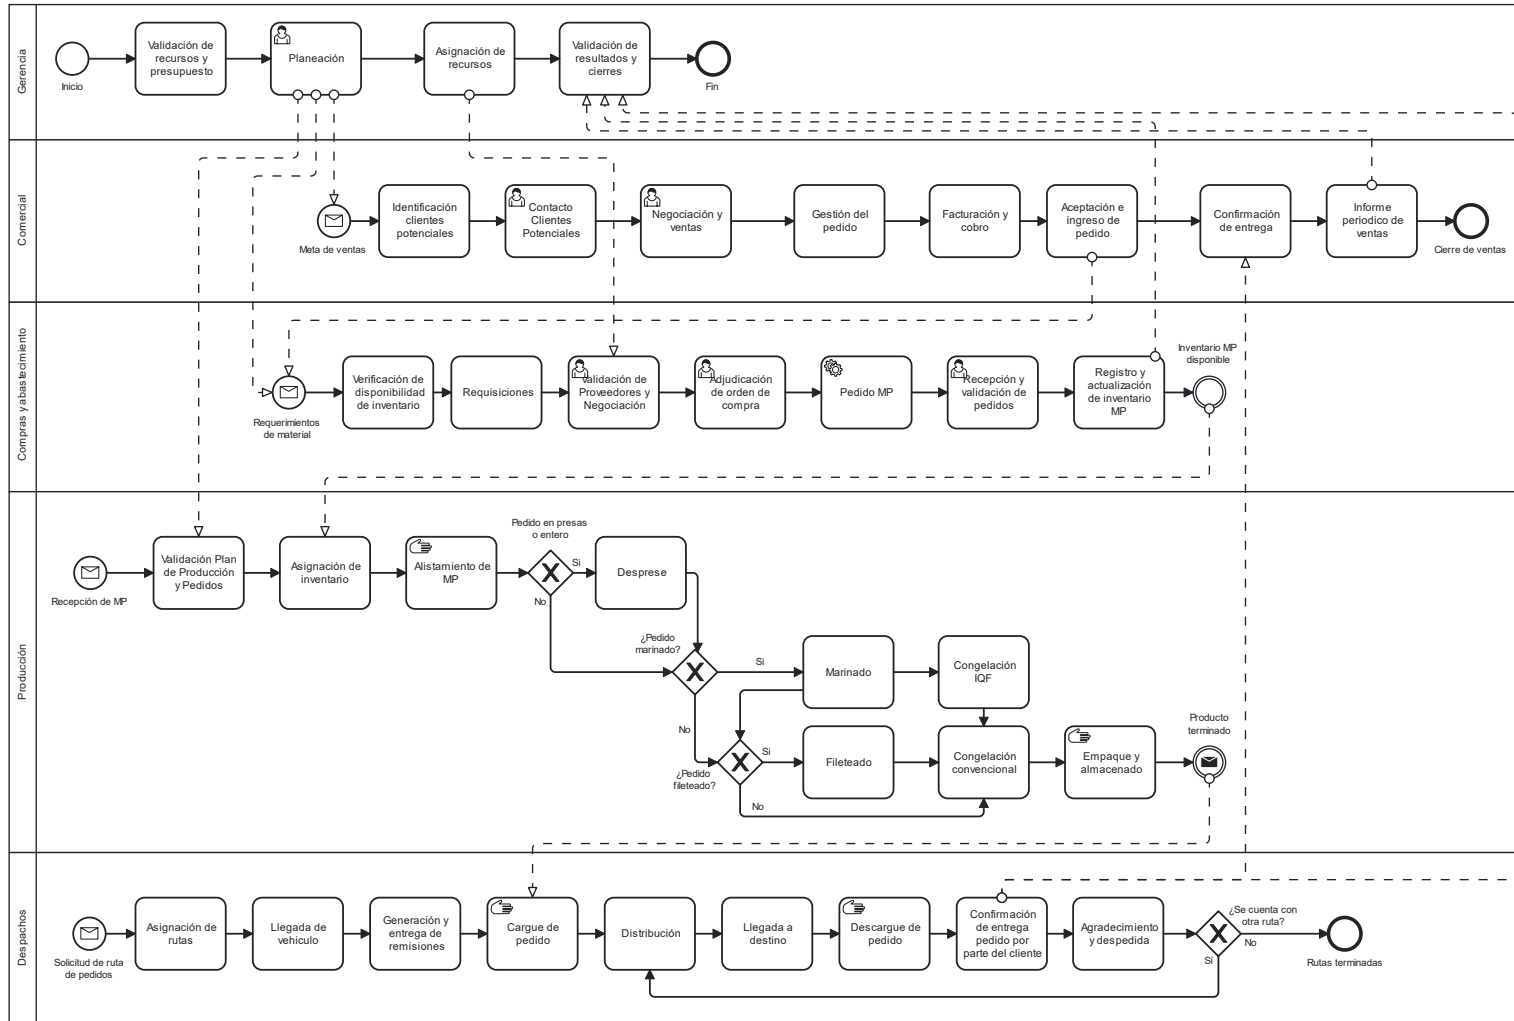 Gerencia
Inicio
Validación de
recursos y
presupuesto
Planeación
Asignación de
recursos
Validación de
resultados y
cierres
Fin
Comercial
Meta de ventas
Identificación
clientes
potenciales
Contacto
Clientes
Potenciales
Negociación y
ventas
Gestión del
pedido
Facturación y
cobro
Aceptación e
ingreso de
pedido
Confirmación
de entrega
Informe
periodico de
ventas
Cierre de ventas
Compras y abastecimiento
Requerimientos
de material
Verificación de
disponibilidad
de inventario
Requisiciones
Validación de
Proveedores y
Negociación
Adjudicación
de orden de
compra
Pedido MP
Recepción y
validación de
pedidos
Registro y
actualización
de inventario
MP
Inventario MP
disponible
Producción
Recepción de MP
Validación Plan
de Producción
y Pedidos
Asignación de
inventario
Alistamiento de
MP
Pedido en presas
o entero
Si
No
Desprese
¿Pedido
marinado?
Si
No
Marinado
Congelación
IQF
¿Pedido
fileteado?
Si
No
Fileteado
Congelación
convencional
Empaque y
almacenado
Producto
terminado
Despachos
Solicitud de ruta
de pedidos
Asignación de
rutas
Llegada de
vehiculo
Generación y
entrega de
remisiones
Cargue de
pedido
Distribución
Llegada a
destino
Descargue de
pedido
Confirmación
de entrega
pedido por
parte del cliente
Agradecimiento
y despedida
¿Se cuenta con
otra ruta?
No
Sí
Rutas terminadas